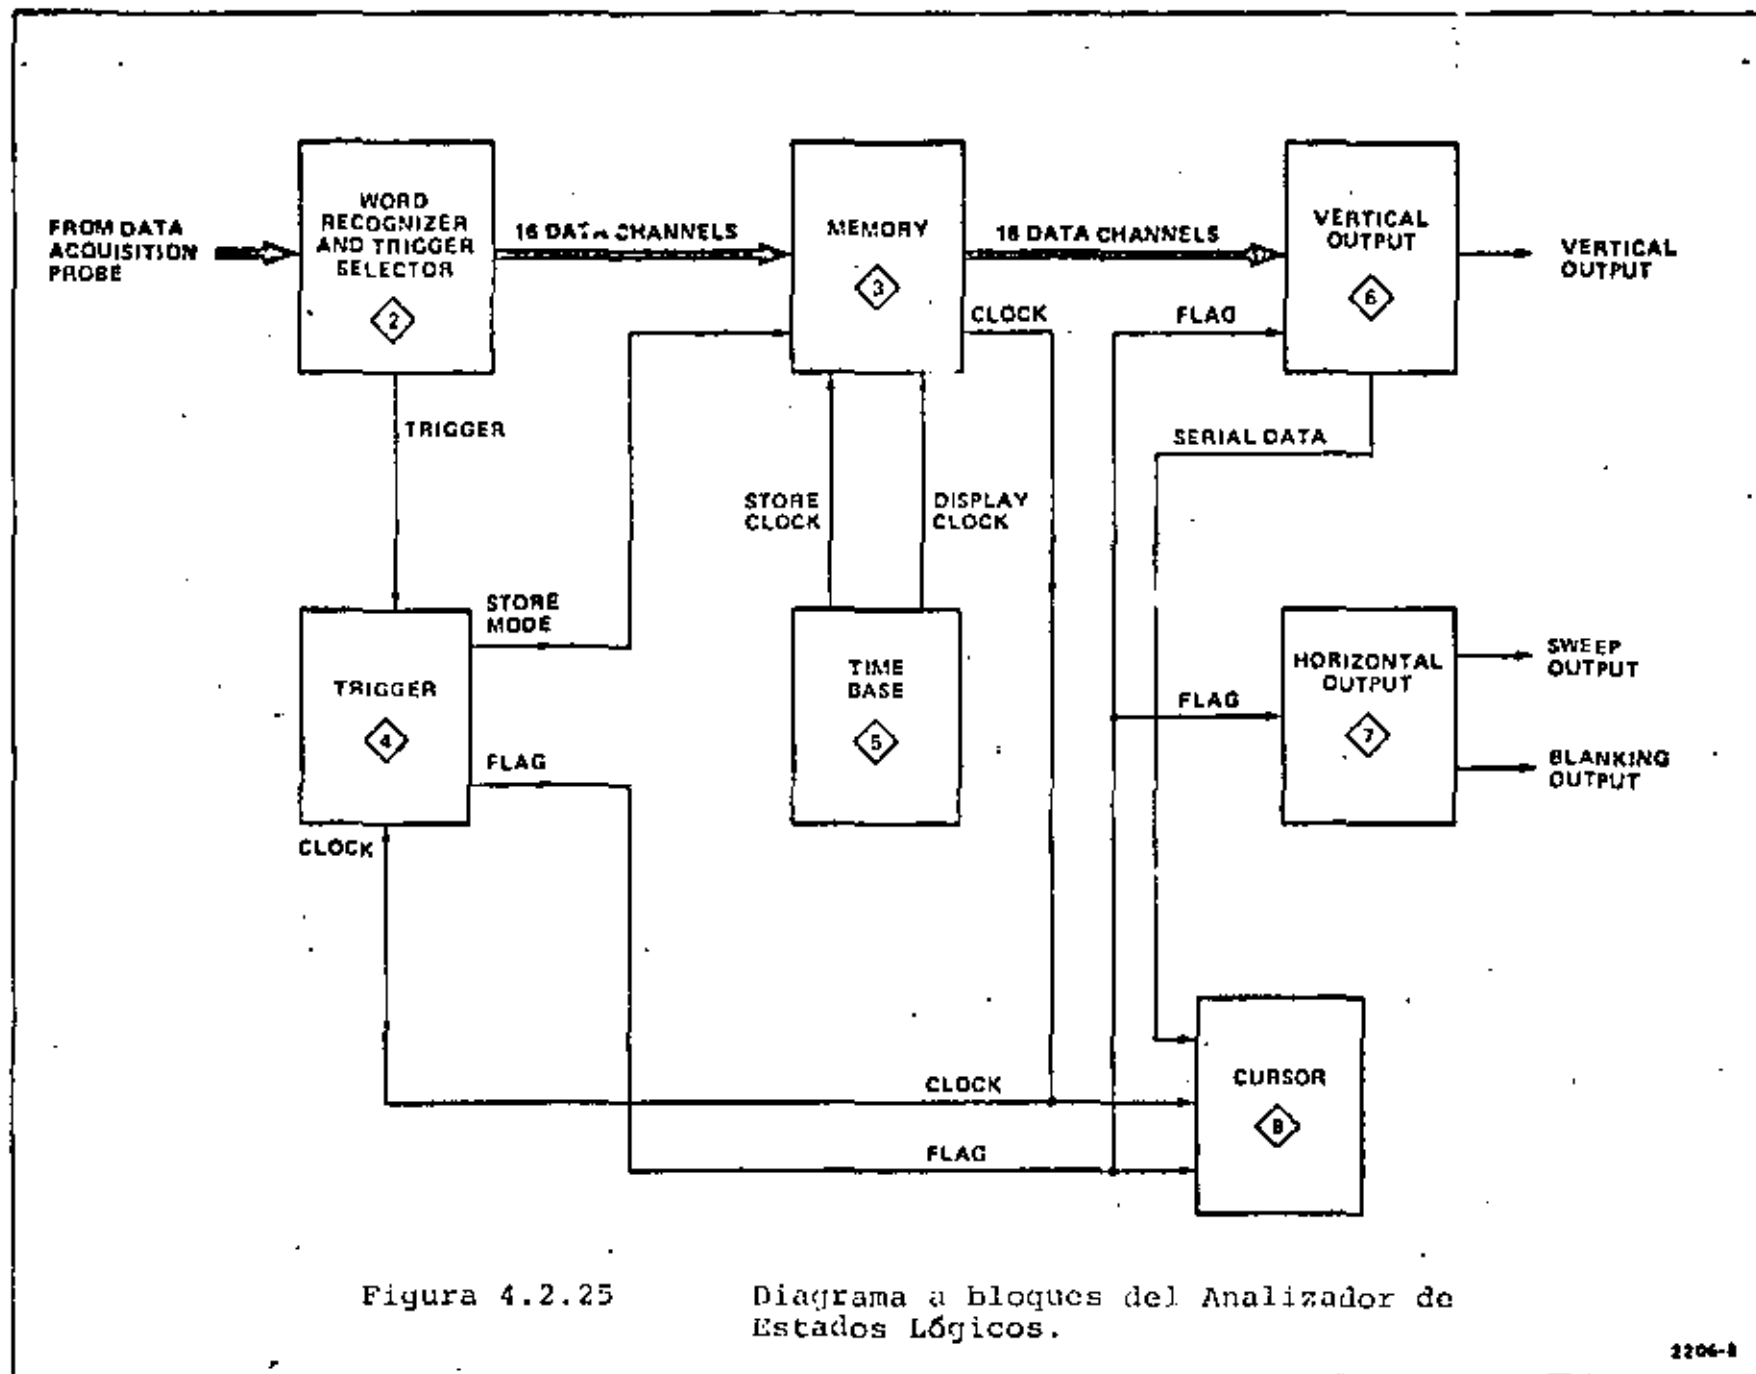 FROM DATA
ACQUISITION
PROBE
WORD
RECOGNIZER
AND TRIGGER
SELECTOR
2
16 DATA CHANNELS
MEMORY
3
16 DATA CHANNELS
VERTICAL
OUTPUT
6
VERTICAL
OUTPUT
CLOCK
FLAG
TRIGGER
SERIAL DATA
STORE
CLOCK
DISPLAY
CLOCK
STORE
MODE
TRIGGER
4
FLAG
CLOCK
TIME
BASE
5
FLAG
HORIZONTAL
OUTPUT
7
SWEEP
OUTPUT
BLANKING
OUTPUT
CLOCK
FLAG
CURSOR
8
Figura 4.2.25
Diagrama a bloques del Analizador de
Estados Lógicos.
2206-8